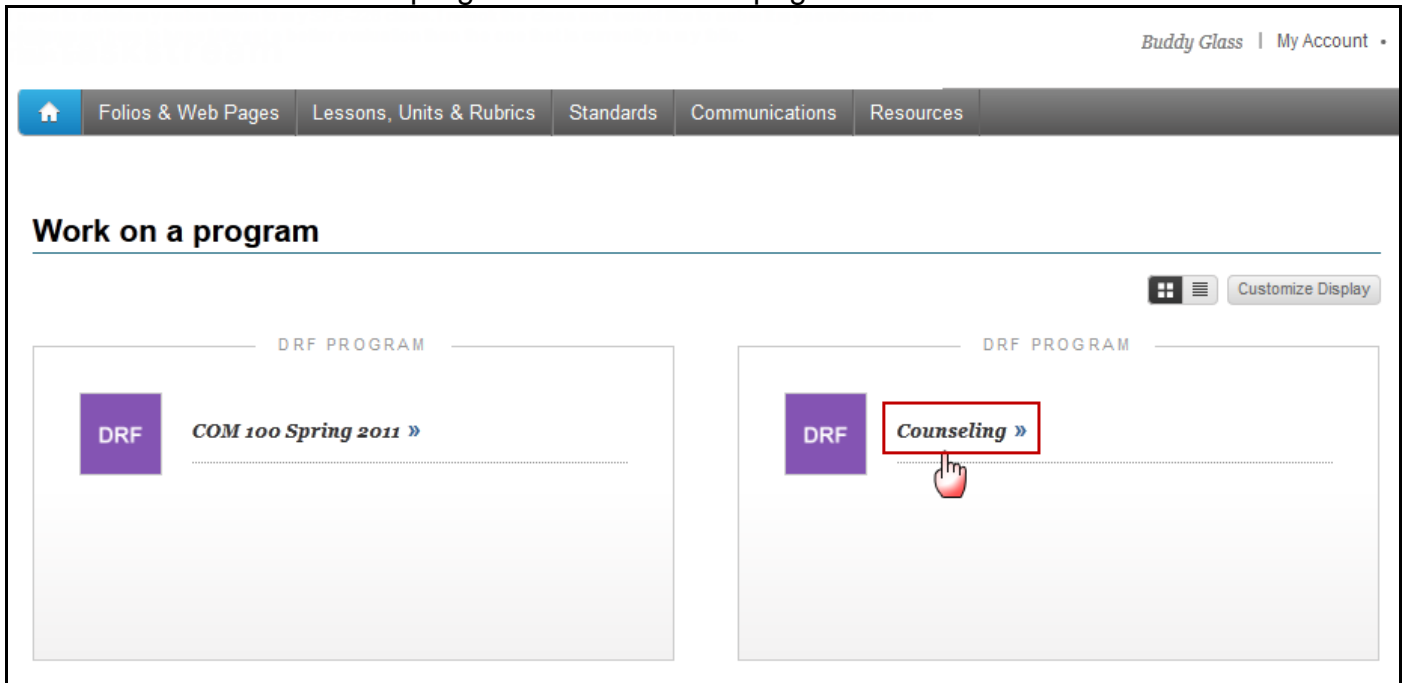 Buddy Glass | My Account •
Folios & Web Pages Lessons, Units & Rubrics Standards Communications Resources
Work on a program
Customize Display
DRF PROGRAM
DRF COM 100 Spring 2011 »
DRF PROGRAM
DRF Counseling »